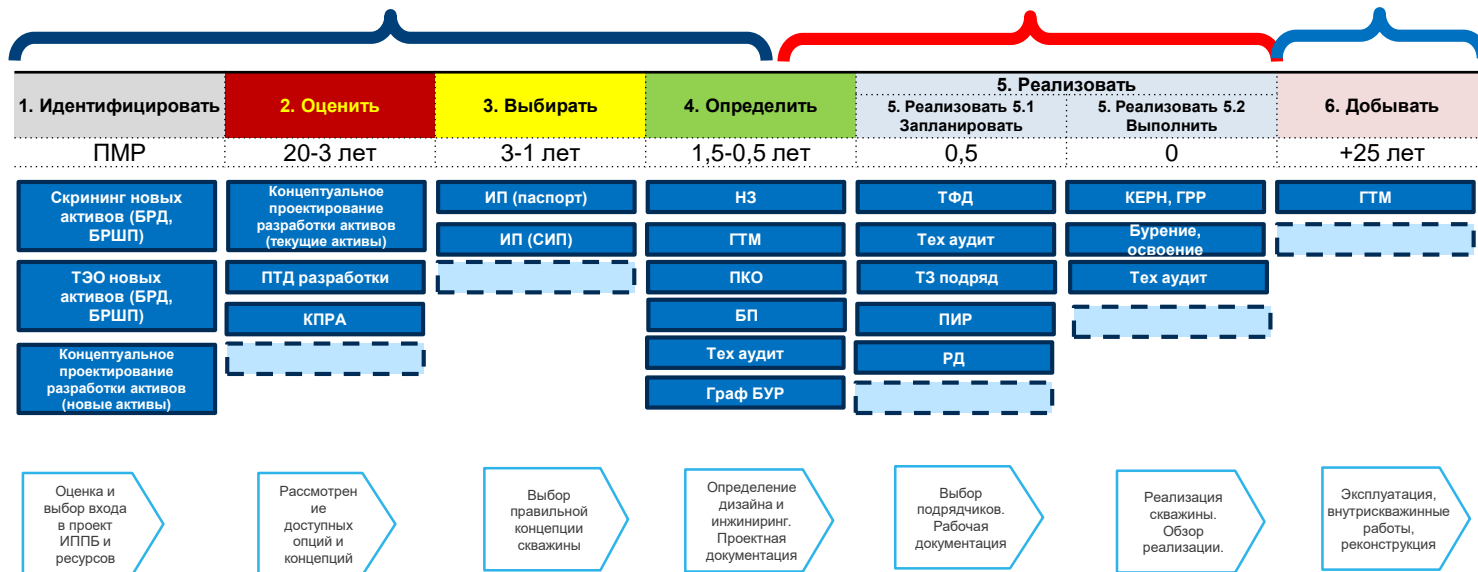 1. Идентифицировать
2. Оценить
3. Выбирать
4. Определить
5. Реализовать
5. Реализовать 5.1
Запланировать
5. Реализовать 5.2
Выполнить
6. Добывать
ПМР
20-3 лет
3-1 лет
1,5-0,5 лет
0,5
0
+25 лет
Скрининг новых
активов (БРД,
БРШП)
ТЭО новых
активов (БРД,
БРШП)
Концептуальное
проектирование
разработки активов
(новые активы)
Концептуальное
проектирование
разработки активов
(текущие активы)
ПТД разработки
КПРА
ИП (паспорт)
ИП (СИП)
НЗ
ГТМ
ПКО
БП
Тех аудит
Граф БУР
ТФД
Тех аудит
ТЗ подряд
ПИР
РД
КЕРН, ГРР
Бурение,
освоение
Тех аудит
ГТМ
Оценка и
выбор входа
в проект
ИППБ и
ресурсов
Рассмотрен
ие
доступных
опций и
концепций
Выбор
правильной
концепции
скважины
Определение
дизайна и
инжиниринг.
Проектная
документация
Выбор
подрядчиков.
Рабочая
документация
Реализация
скважины.
Обзор
реализации.
Эксплуатация,
внутрискважинные
работы,
реконструкция